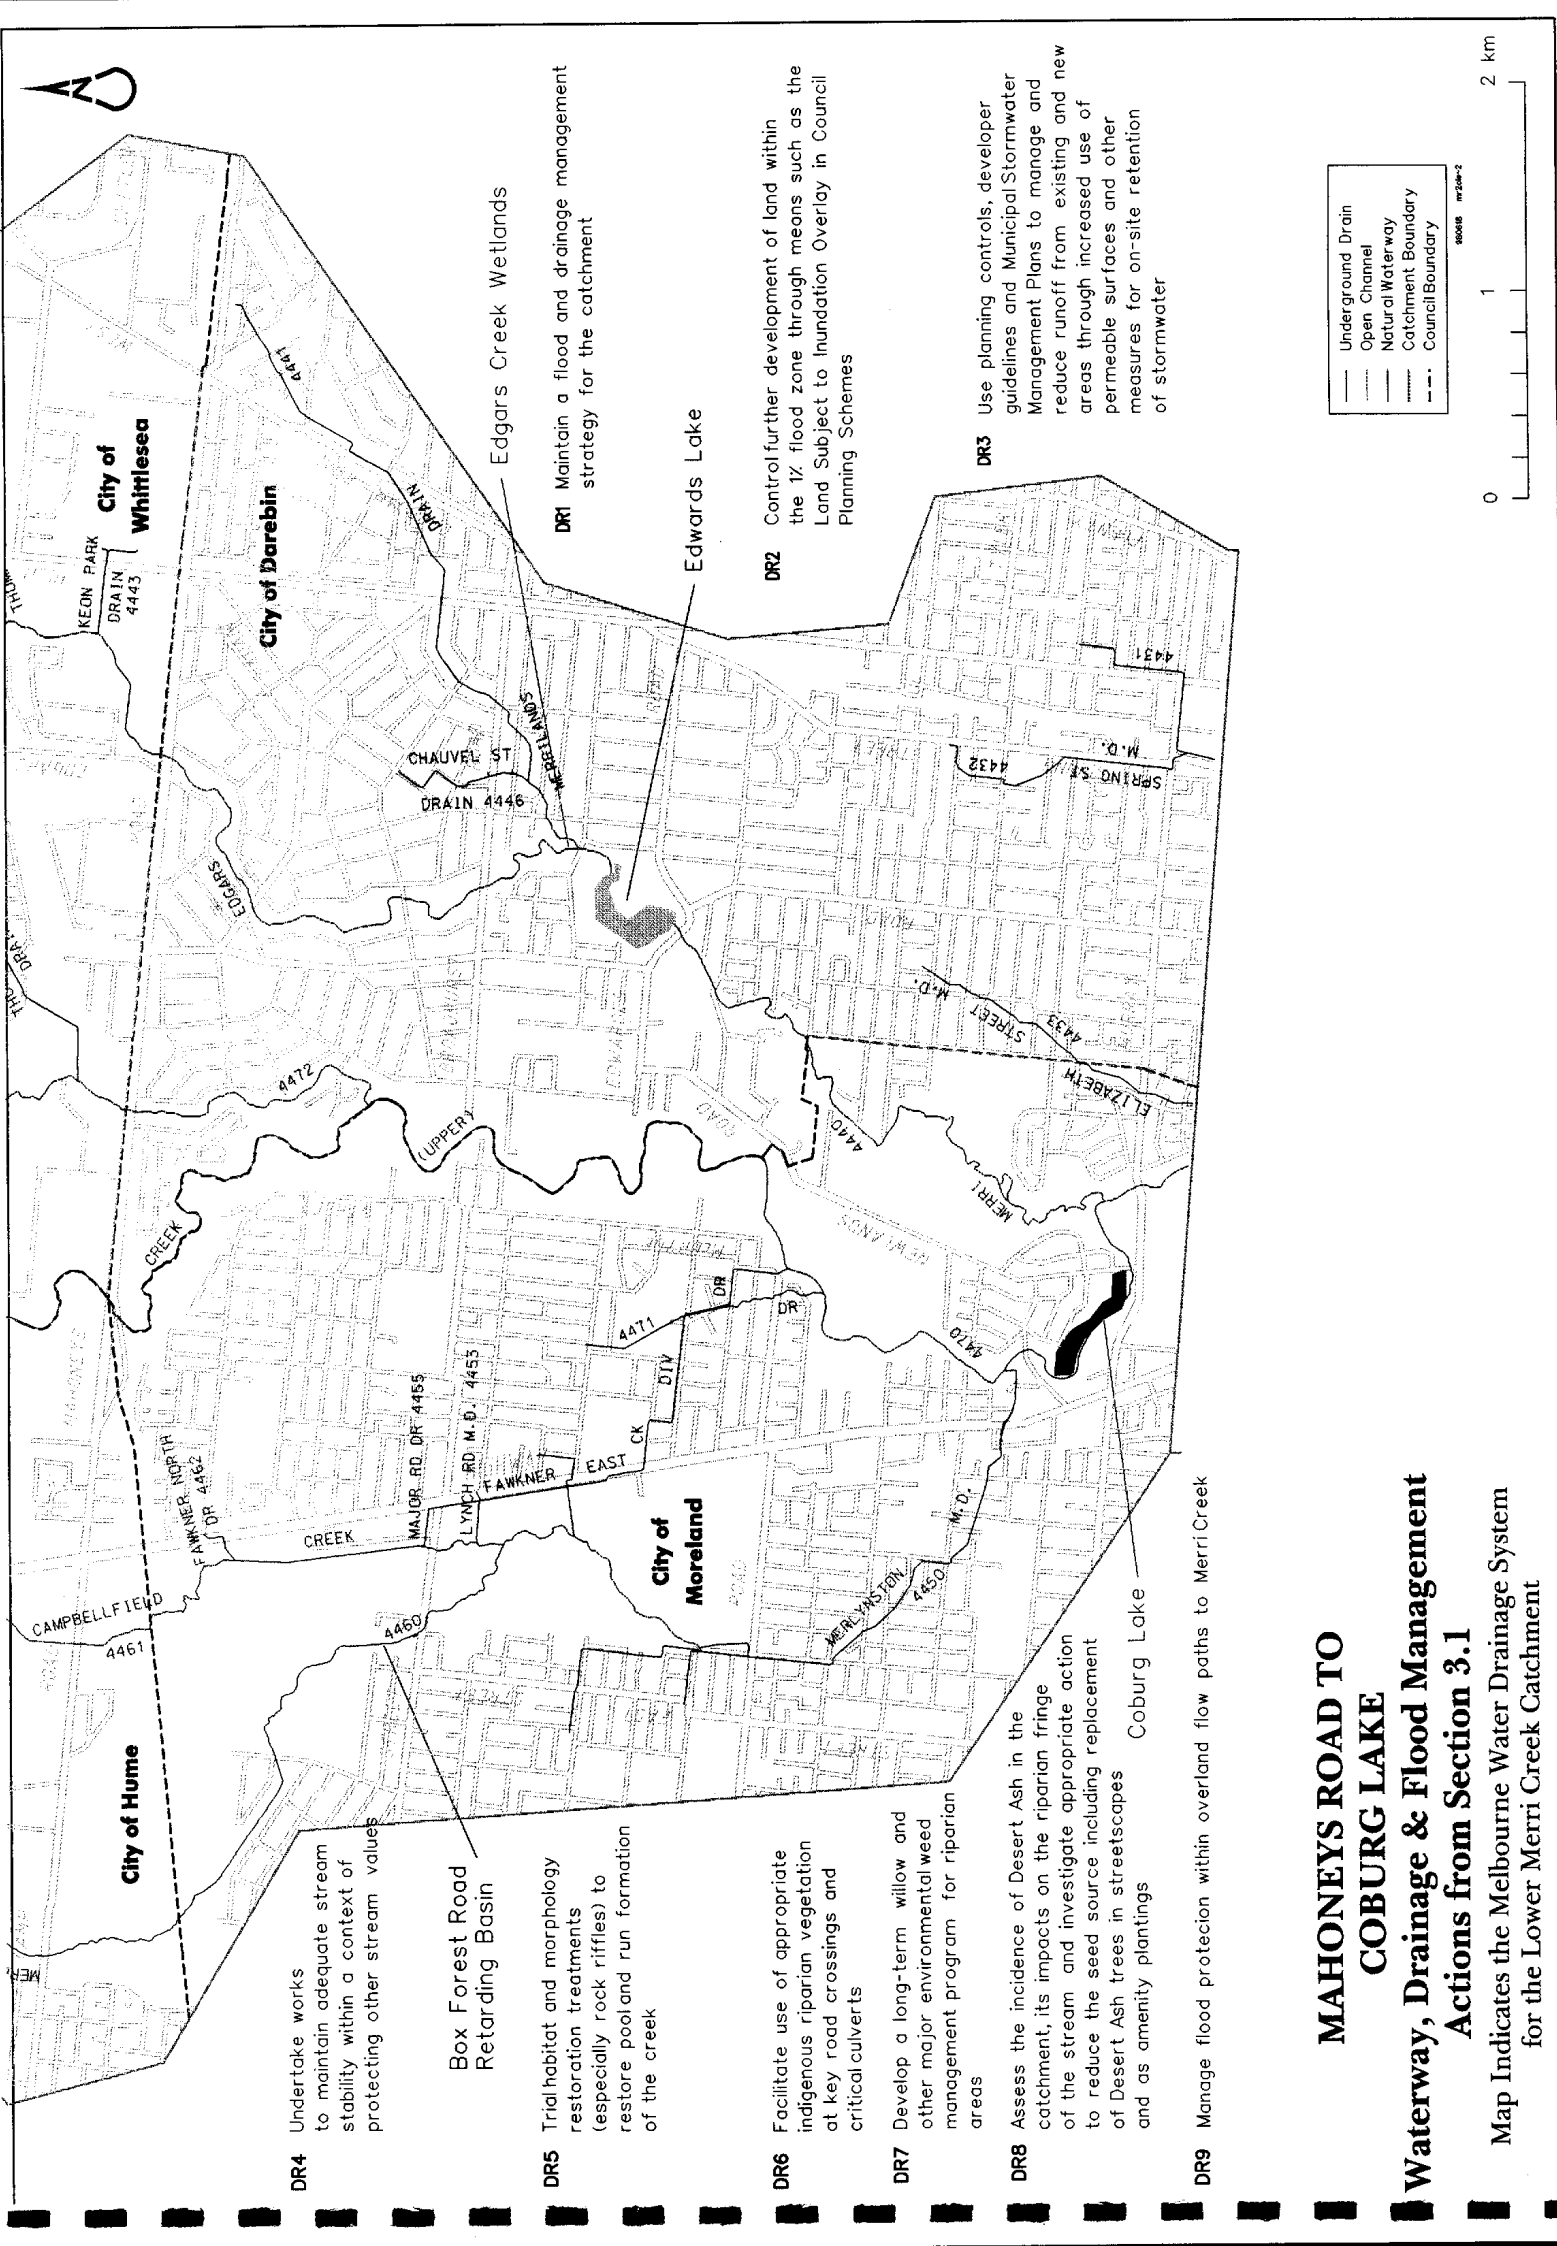 N
City of
Whittlesea
City of Darebin
City of Hume
City of
Moreland
KEON PARK
DRAIN
4443
4441
DRAIN
MERRILANDS
CHAUVEL ST
DRAIN 4446
EDGARS
4472
CREEK
(UPPER)
CREEK
CAMPBELLFIELD
4461
FAWKNER NORTH
DR 4462
CREEK
MAJOR RD DR 4455
LYNCH RD M.D. 4453
FAWKNER
EAST
CK
DIV
DR
DR
4471
4460
4470
4440
MERRI
NEWLANDS
ROAD
ROAD
ROAD
MERLYNSTON
4450
M.D.
ELIZABETH
STREET
M.D.
4433
4432
SPRING ST
M.D.
4431
Edgars Creek Wetlands
Edwards Lake
Box Forest Road
Retarding Basin
Coburg Lake
DR1 Maintain a flood and drainage management
strategy for the catchment
DR2 Control further development of land within
the 1% flood zone through means such as the
Land Subject to Inundation Overlay in Council
Planning Schemes
DR3 Use planning controls, developer
guidelines and Municipal Stormwater
Management Plans to manage and
reduce runoff from existing and new
areas through increased use of
permeable surfaces and other
measures for on-site retention
of stormwater
DR4 Undertake works
to maintain adequate stream
stability within a context of
protecting other stream values
DR5 Trial habitat and morphology
restoration treatments
(especially rock riffles) to
restore pool and run formation
of the creek
DR6 Facilitate use of appropriate
indigenous riparian vegetation
at key road crossings and
critical culverts
DR7 Develop a long-term willow and
other major environmental weed
management program for riparian
areas
DR8 Assess the incidence of Desert Ash in the
catchment, its impacts on the riparian fringe
of the stream and investigate appropriate action
to reduce the seed source including replacement
of Desert Ash trees in streetscapes
and as amenity plantings
DR9 Manage flood protecion within overland flow paths to Merri Creek
Underground Drain
Open Channel
Natural Waterway
Catchment Boundary
Council Boundary
0 1 2 km
MAHONEYS ROAD TO
COBURG LAKE
Waterway, Drainage & Flood Management
Actions from Section 3.1
Map Indicates the Melbourne Water Drainage System
for the Lower Merri Creek Catchment